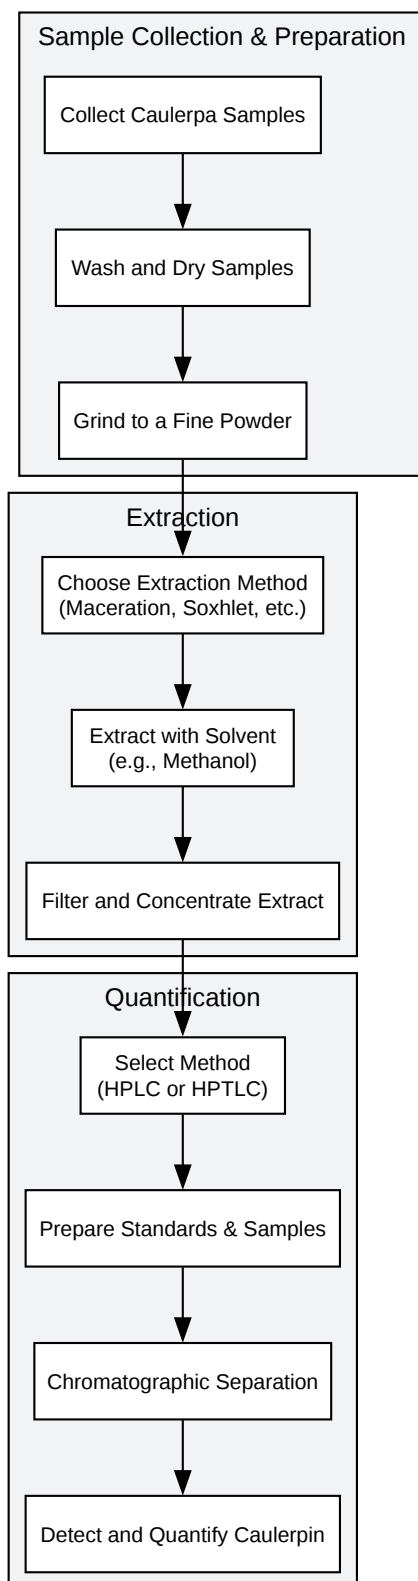 Sample Collection & Preparation
Collect Caulerpa Samples
Wash and Dry Samples
Grind to a Fine Powder
Extraction
Choose Extraction Method
(Maceration, Soxhlet, etc.)
Extract with Solvent
(e.g., Methanol)
Filter and Concentrate Extract
Quantification
Select Method
(HPLC or HPTLC)
Prepare Standards & Samples
Chromatographic Separation
Detect and Quantify Caulerpin